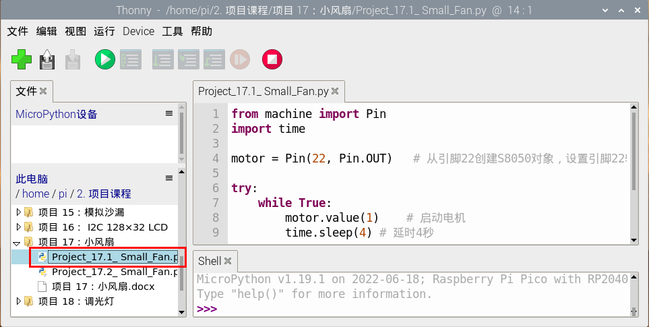 Thonny - /home/pi/2. 项目课程/项目 17：小风扇/Project_17.1_ Small_Fan.py @ 14 : 1
文件 编辑 视图 运行 Device 工具 帮助
文件
MicroPython设备
此电脑
/ home / pi / 2. 项目课程
项目 15：模拟沙漏
项目 16： I2C 128×32 LCD
项目 17：小风扇
Project_17.1_ Small_Fan.p
Project_17.2_ Small_Fan.p
项目 17：小风扇.docx
项目 18：调光灯
Project_17.1_ Small_Fan.py
1 from machine import Pin
2 import time
3
4 motor = Pin(22, Pin.OUT) # 从引脚22创建S8050对象，设置引脚22
5
6 try:
7 while True:
8 motor.value(1) # 启动电机
9 time.sleep(4) # 延时4秒
Shell
MicroPython v1.19.1 on 2022-06-18; Raspberry Pi Pico with RP2040
Type "help()" for more information.
>>>